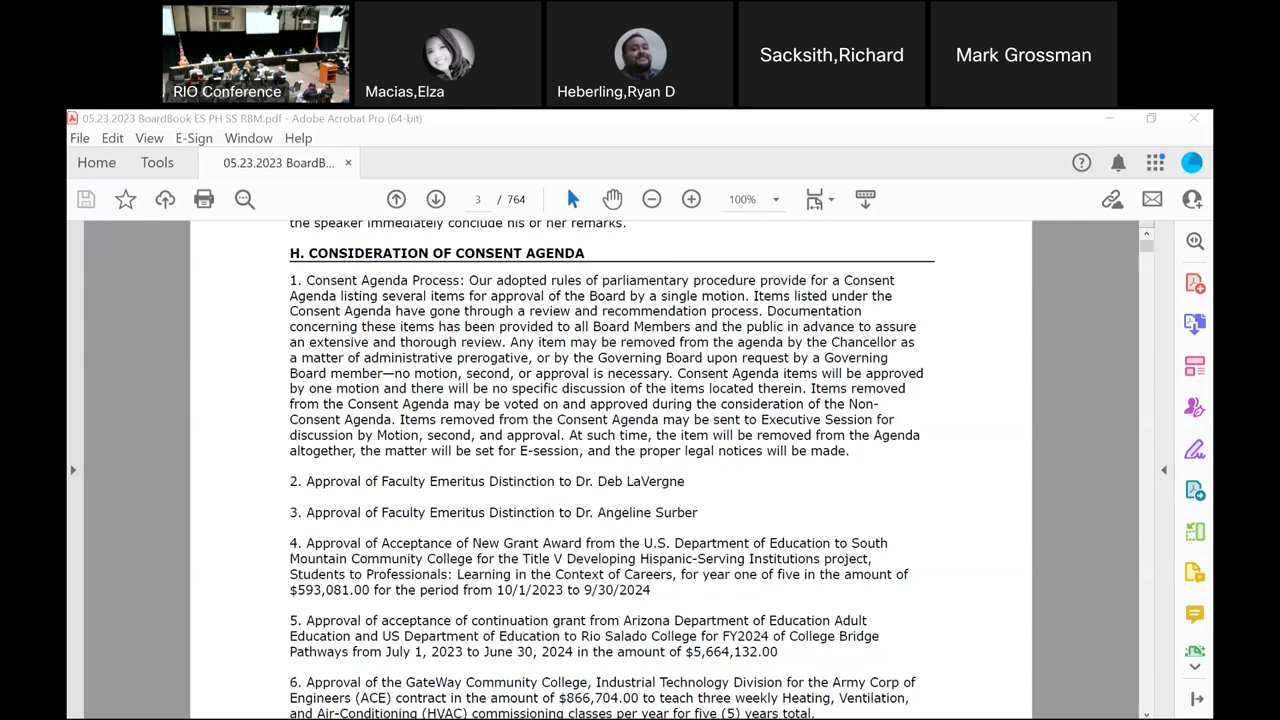 RIO Conference
Macias,Elza
Heberling,Ryan D
Sacksith,Richard
Mark Grossman
05.23.2023 BoardBook ES PH SS RBM.pdf - Adobe Acrobat Pro (64-bit)
File Edit View E-Sign Window Help
Home Tools 05.23.2023 BoardB... ×
3 / 764 100%
the speaker immediately conclude his or her remarks.
H. CONSIDERATION OF CONSENT AGENDA
1. Consent Agenda Process: Our adopted rules of parliamentary procedure provide for a Consent
Agenda listing several items for approval of the Board by a single motion. Items listed under the
Consent Agenda have gone through a review and recommendation process. Documentation
concerning these items has been provided to all Board Members and the public in advance to assure
an extensive and thorough review. Any item may be removed from the agenda by the Chancellor as
a matter of administrative prerogative, or by the Governing Board upon request by a Governing
Board member—no motion, second, or approval is necessary. Consent Agenda items will be approved
by one motion and there will be no specific discussion of the items located therein. Items removed
from the Consent Agenda may be voted on and approved during the consideration of the Non-
Consent Agenda. Items removed from the Consent Agenda may be sent to Executive Session for
discussion by Motion, second, and approval. At such time, the item will be removed from the Agenda
altogether, the matter will be set for E-session, and the proper legal notices will be made.
2. Approval of Faculty Emeritus Distinction to Dr. Deb LaVergne
3. Approval of Faculty Emeritus Distinction to Dr. Angeline Surber
4. Approval of Acceptance of New Grant Award from the U.S. Department of Education to South
Mountain Community College for the Title V Developing Hispanic-Serving Institutions project,
Students to Professionals: Learning in the Context of Careers, for year one of five in the amount of
$593,081.00 for the period from 10/1/2023 to 9/30/2024
5. Approval of acceptance of continuation grant from Arizona Department of Education Adult
Education and US Department of Education to Rio Salado College for FY2024 of College Bridge
Pathways from July 1, 2023 to June 30, 2024 in the amount of $5,664,132.00
6. Approval of the GateWay Community College, Industrial Technology Division for the Army Corp of
Engineers (ACE) contract in the amount of $866,704.00 to teach three weekly Heating, Ventilation,
and Air-Conditioning (HVAC) commissioning classes per year for five (5) years total.